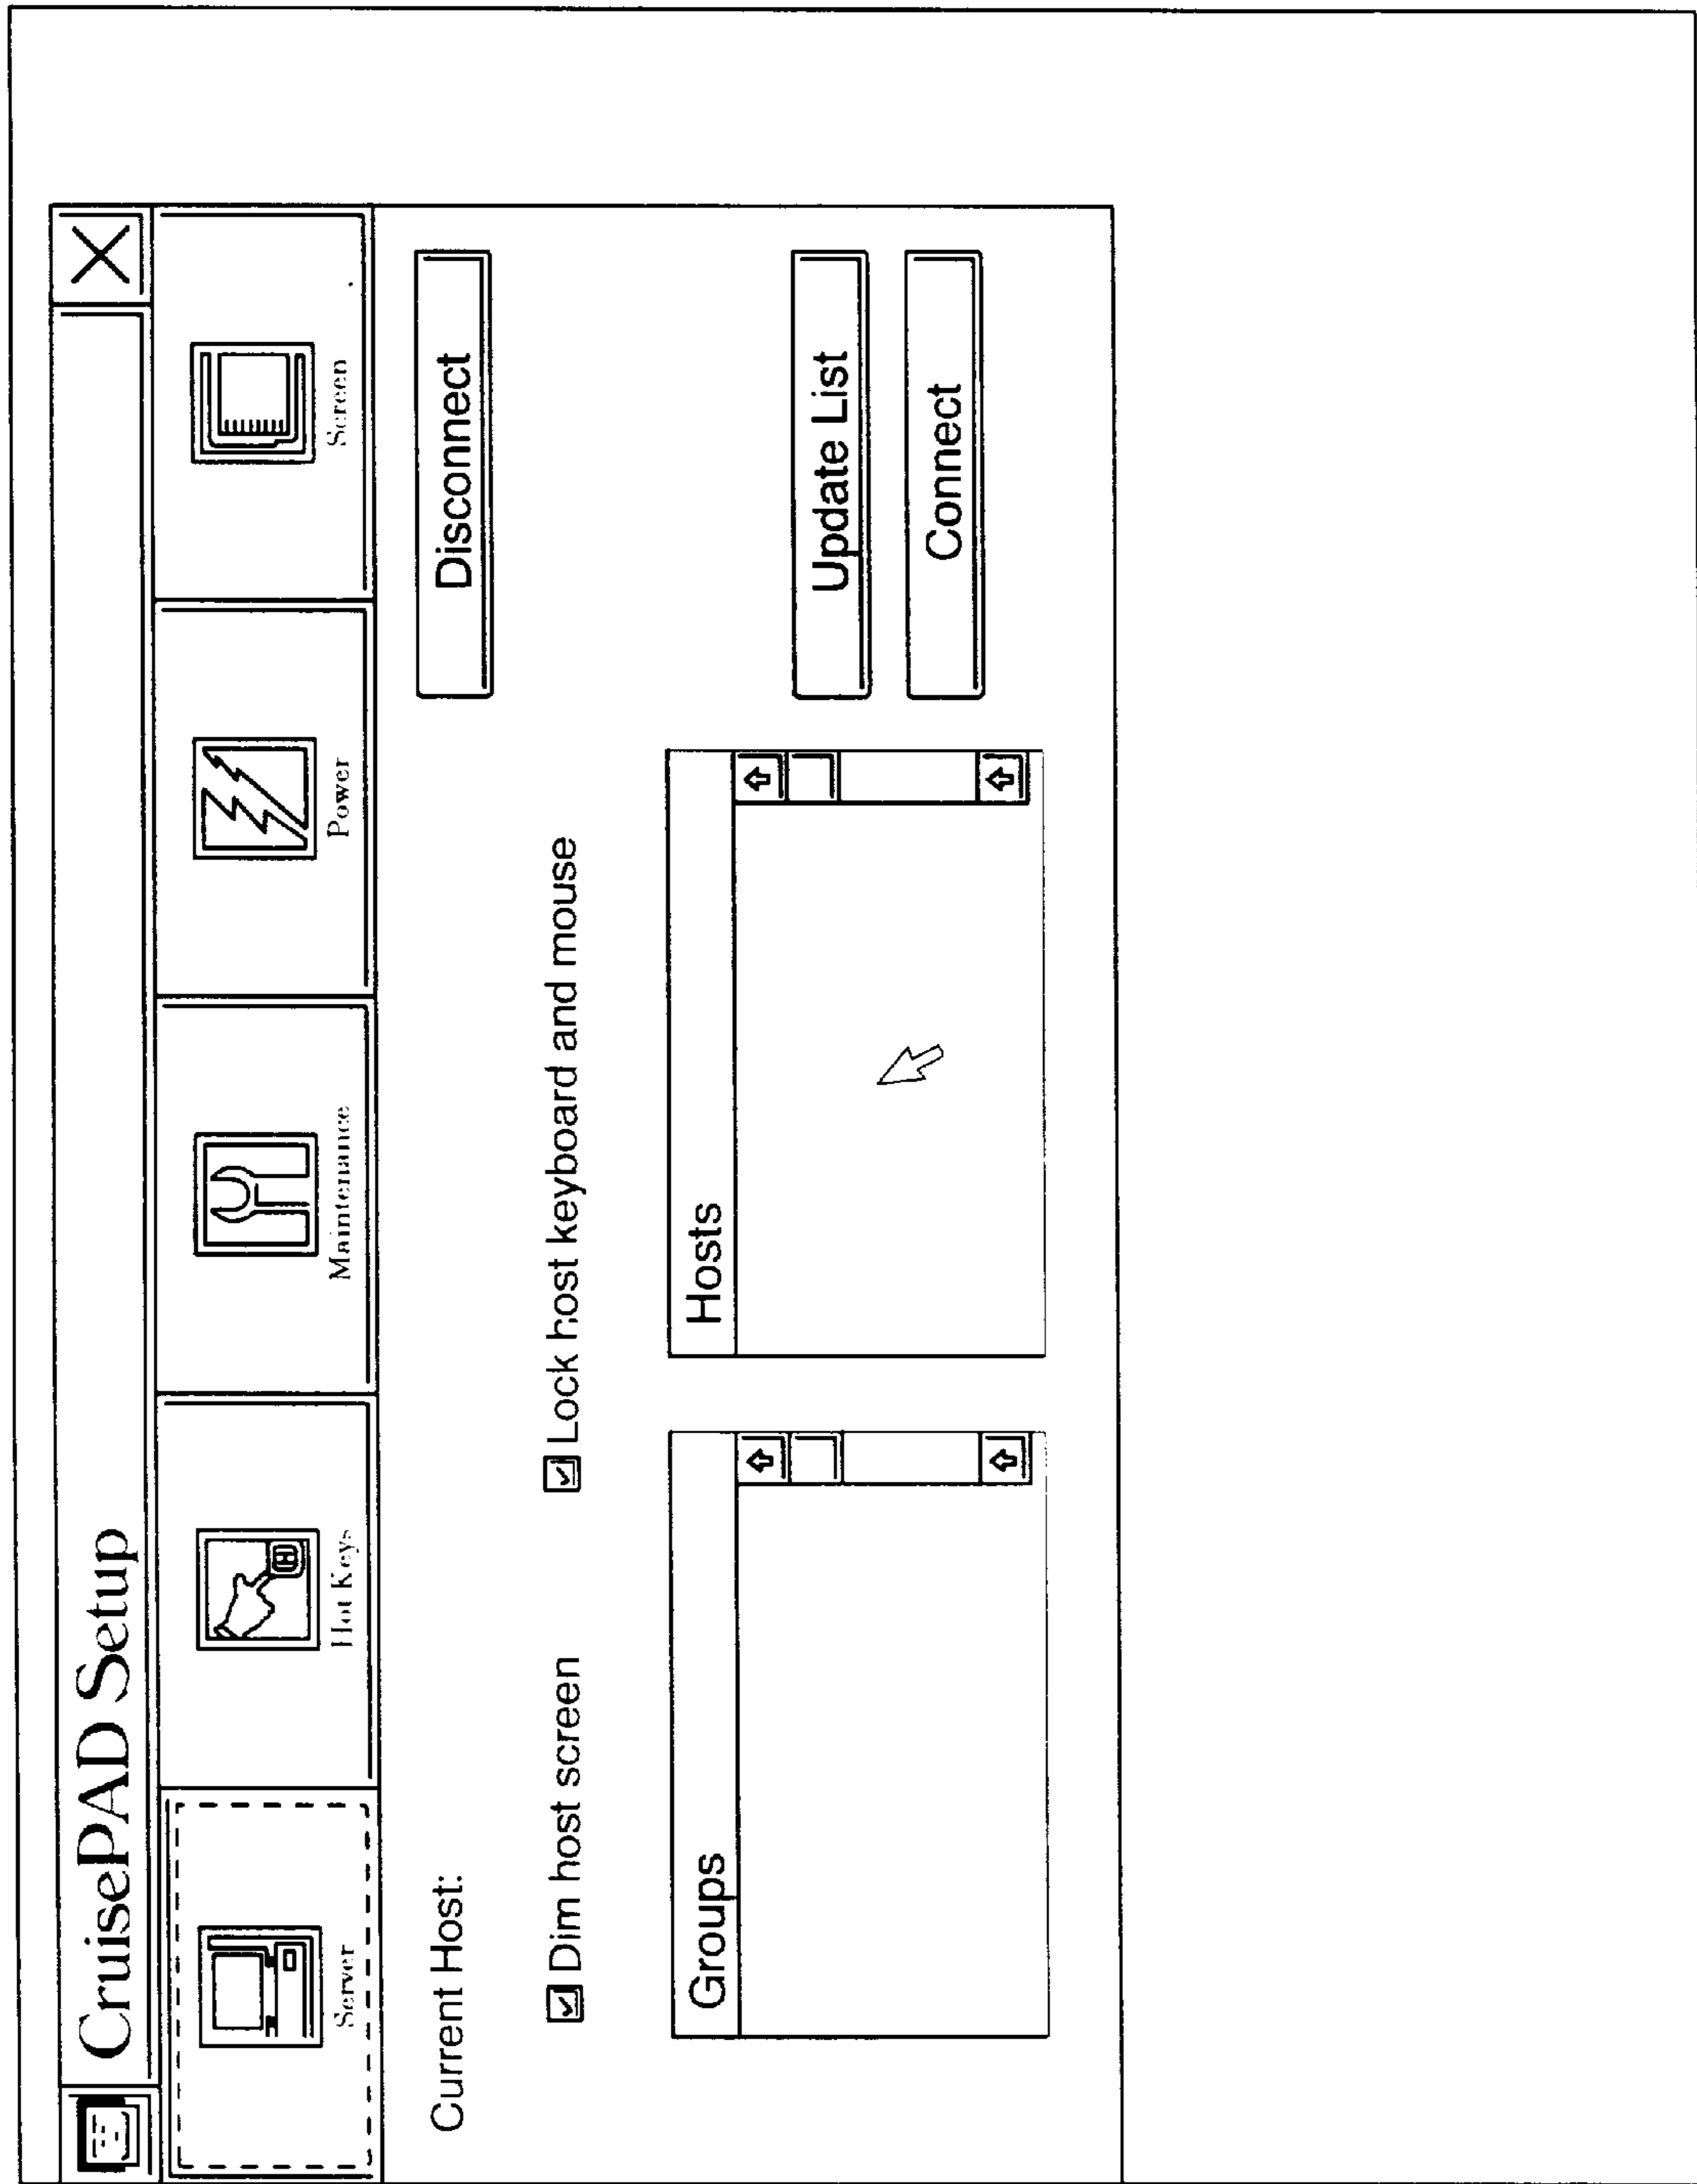 CruisePAD Setup
Server
Hot Keys
Maintenance
Power
Screen
Current Host:
Disconnect
Dim host screen
Lock host keyboard and mouse
Groups
Hosts
Update List
Connect